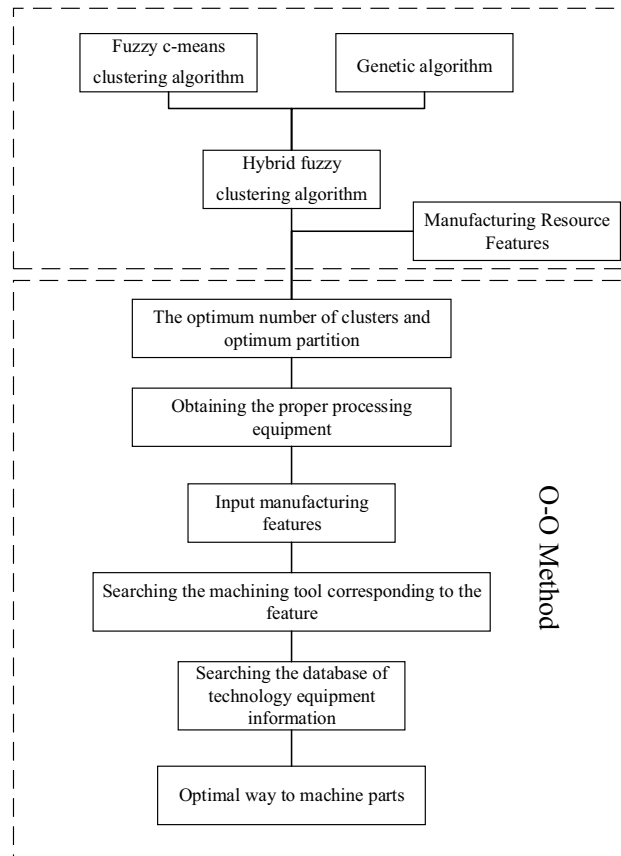 Fuzzy c-means
clustering algorithm
Genetic algorithm
Hybrid fuzzy
clustering algorithm
Manufacturing Resource
Features
The optimum number of clusters and
optimum partition
Obtaining the proper processing
equipment
Input manufacturing
features
Searching the machining tool corresponding to the
feature
Searching the database of
technology equipment
information
Optimal way to machine parts
O-O Method